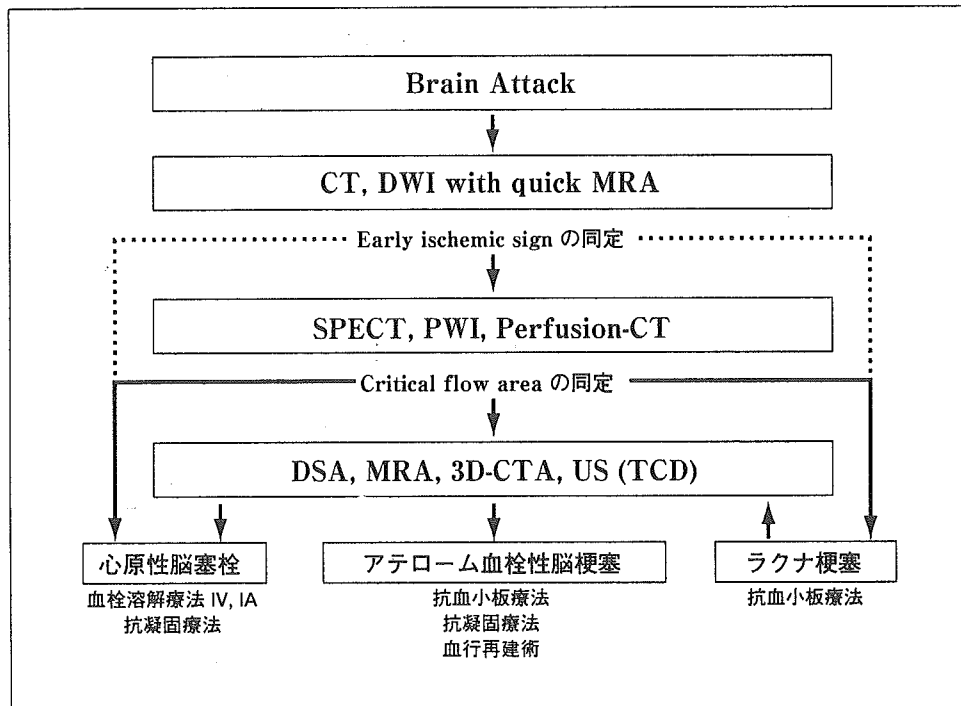 Brain Attack
CT, DWI with quick MRA
Early ischemic sign の同定
SPECT, PWI, Perfusion-CT
Critical flow area の同定
DSA, MRA, 3D-CTA, US (TCD)
心原性脳塞栓
血栓溶解療法 IV, IA
抗凝固療法
アテローム血栓性脳梗塞
抗血小板療法
抗凝固療法
血行再建術
ラクナ梗塞
抗血小板療法